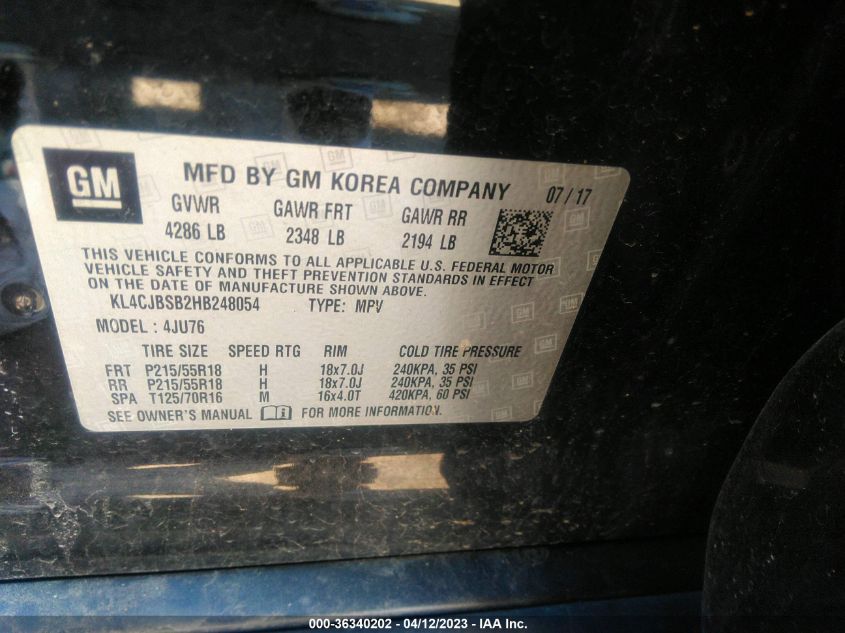 GM
MFD BY GM KOREA COMPANY 07 / 17
GVWR GAWR FRT GAWR RR
4286 LB 2348 LB 2194 LB
THIS VEHICLE CONFORMS TO ALL APPLICABLE U.S. FEDERAL MOTOR
VEHICLE SAFETY AND THEFT PREVENTION STANDARDS IN EFFECT
ON THE DATE OF MANUFACTURE SHOWN ABOVE.
KL4CJBSB2HB248054 TYPE: MPV
MODEL : 4JU76
TIRE SIZE SPEED RTG RIM COLD TIRE PRESSURE
FRT P215/55R18 H 18x7.0J 240KPA, 35 PSI
RR P215/55R18 H 18x7.0J 240KPA, 35 PSI
SPA T125/70R16 M 16x4.0T 420KPA, 60 PSI
SEE OWNER'S MANUAL FOR MORE INFORMATION.
000-36340202 - 04/12/2023 - IAA Inc.